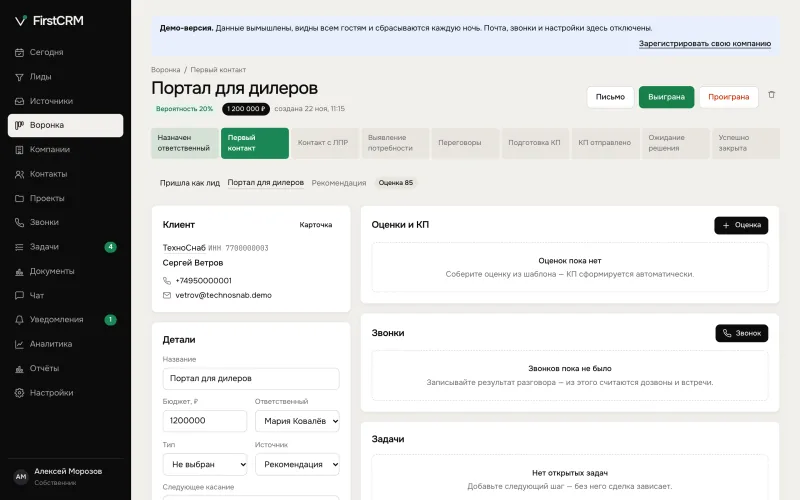 FirstCRM
Сегодня
Лиды
Источники
Воронка
Компании
Контакты
Проекты
Звонки
Задачи 4
Документы
Чат
Уведомления 1
Аналитика
Отчёты
Настройки
AM
Алексей Морозов
Собственник
Демо-версия. Данные вымышлены, видны всем гостям и сбрасываются каждую ночь. Почта, звонки и настройки здесь отключены.
Зарегистрировать свою компанию
Воронка / Первый контакт
Портал для дилеров
Вероятность 20% 1 200 000 ₽ создана 22 ноя, 11:15
Письмо Выиграна Проиграна
Назначен ответственный
Первый контакт
Контакт с ЛПР
Выявление потребности
Переговоры
Подготовка КП
КП отправлено
Ожидание решения
Успешно закрыта
Пришла как лид Портал для дилеров Рекомендация Оценка 85
Клиент Карточка
ТехноСнаб ИНН 7700000003
Сергей Ветров
+74950000001
vetrov@technosnab.demo
Детали
Название
Портал для дилеров
Бюджет, ₽ Ответственный
1200000 Мария Ковалёв
Тип Источник
Не выбран Рекомендация
Следующее касание
Оценки и КП + Оценка
Оценок пока нет
Соберите оценку из шаблона — КП сформируется автоматически.
Звонки Звонок
Звонков пока не было
Записывайте результат разговора — из этого считаются дозвоны и встречи.
Задачи
Нет открытых задач
Добавьте следующий шаг — без него сделка зависает.